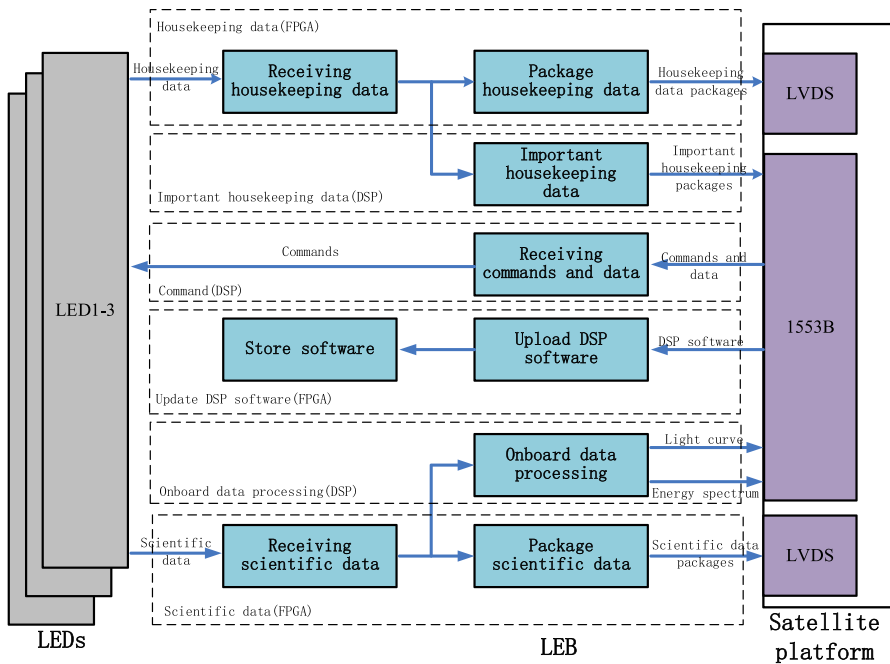 Housekeeping data(FPGA)
Housekeeping
data
Receiving
housekeeping data
Package
housekeeping data
Housekeeping
data packages
LVDS
Important
housekeeping
data
Important
housekeeping
packages
Important housekeeping data(DSP)
Commands
Receiving
commands and data
Commands and
data
Command(DSP)
LED1-3
1553B
Store software
Upload DSP
software
DSP software
Update DSP software(FPGA)
Onboard data
processing
Light curve
Energy spectrum
Onboard data processing(DSP)
Scientific
data
Receiving
scientific data
Package
scientific data
Scientific data
packages
LVDS
Scientific data(FPGA)
LEDs
LEB
Satellite
platform